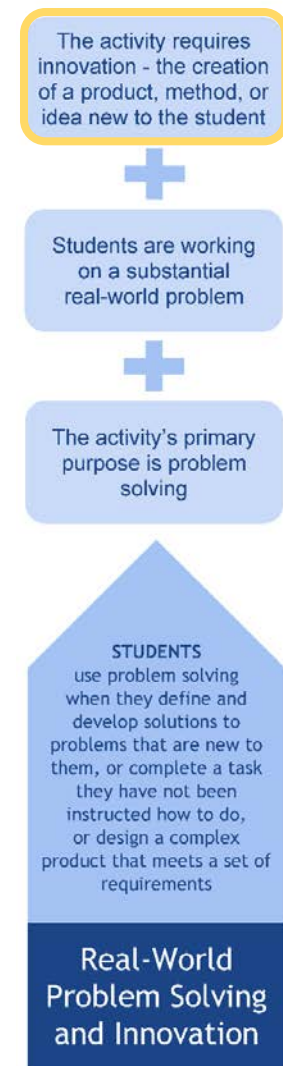 The activity requires
innovation - the creation
of a product, method, or
idea new to the student
Students are working
on a substantial
real-world problem
The activity's primary
purpose is problem
solving
STUDENTS
use problem solving
when they define and
develop solutions to
problems that are new to
them, or complete a task
they have not been
instructed how to do,
or design a complex
product that meets a set of
requirements
Real-World
Problem Solving
and Innovation